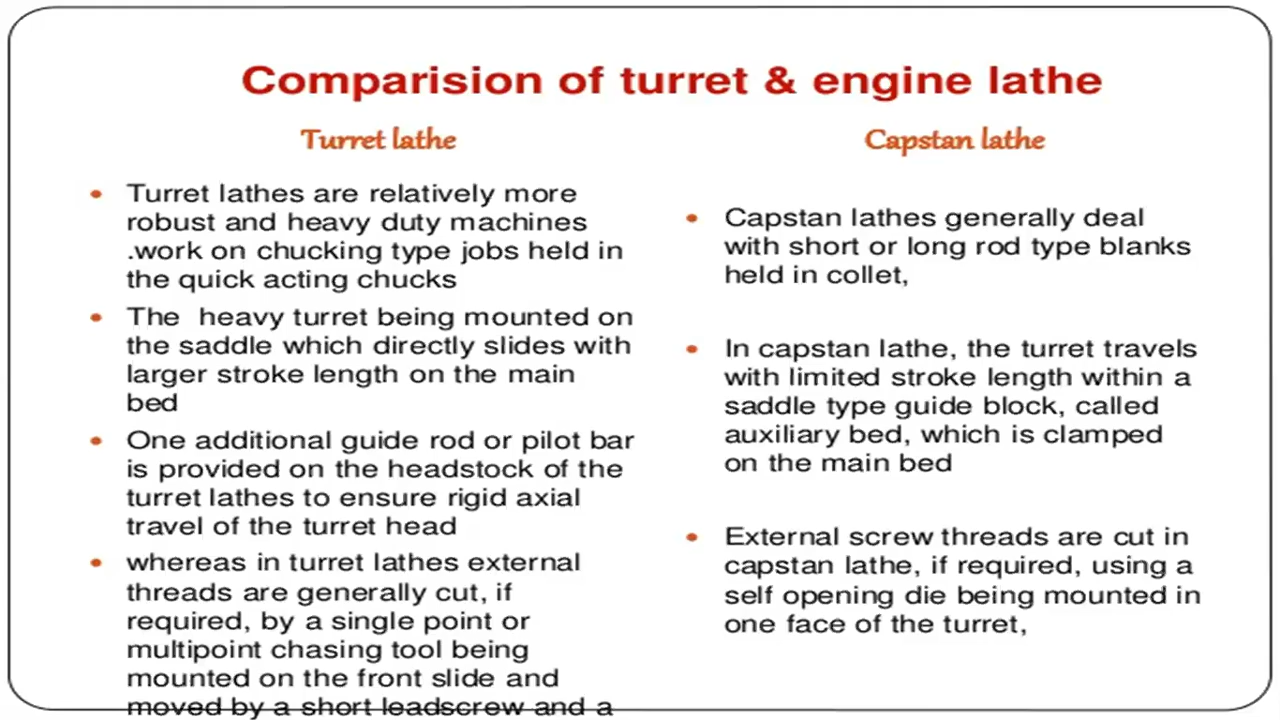 Comparision of turret & engine lathe
Turret lathe
• Turret lathes are relatively more
robust and heavy duty machines
.work on chucking type jobs held in
the quick acting chucks
• The heavy turret being mounted on
the saddle which directly slides with
larger stroke length on the main
bed
• One additional guide rod or pilot bar
is provided on the headstock of the
turret lathes to ensure rigid axial
travel of the turret head
• whereas in turret lathes external
threads are generally cut, if
required, by a single point or
multipoint chasing tool being
mounted on the front slide and
moved by a short leadscrew and a
Capstan lathe
• Capstan lathes generally deal
with short or long rod type blanks
held in collet,
• In capstan lathe, the turret travels
with limited stroke length within a
saddle type guide block, called
auxiliary bed, which is clamped
on the main bed
• External screw threads are cut in
capstan lathe, if required, using a
self opening die being mounted in
one face of the turret,